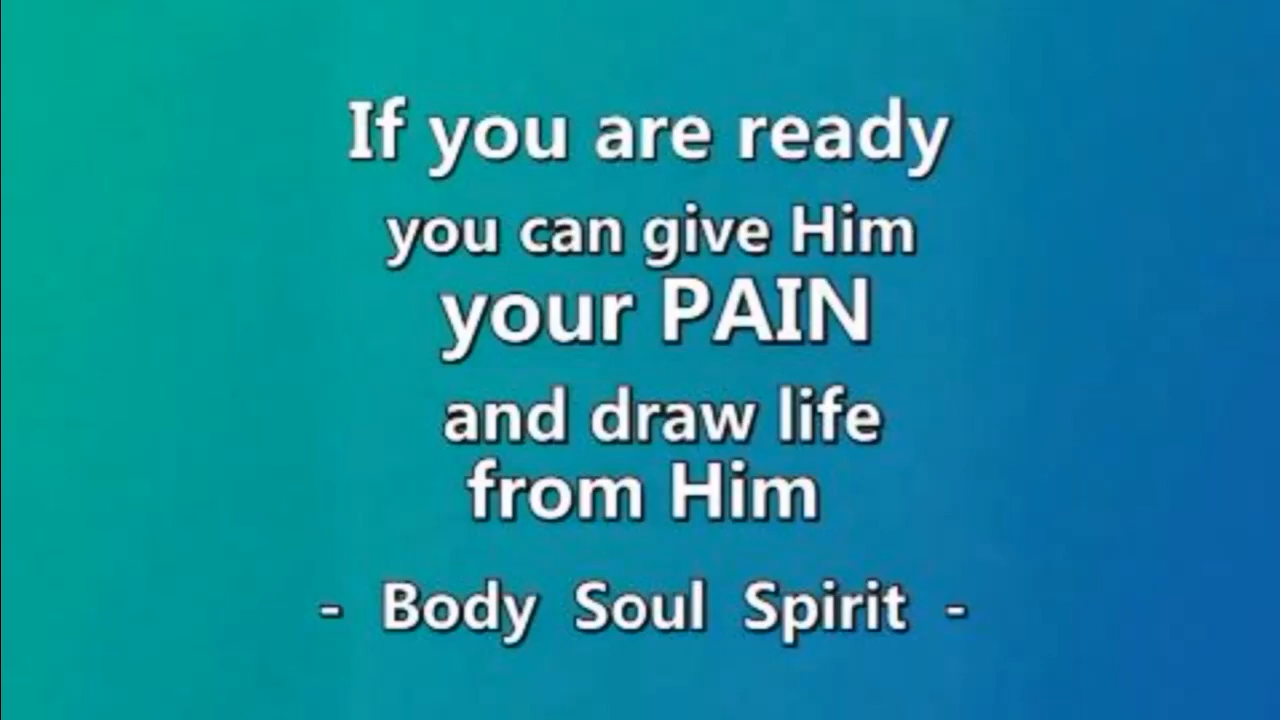 If you are ready
you can give Him
your PAIN
and draw life
from Him
- Body Soul Spirit -